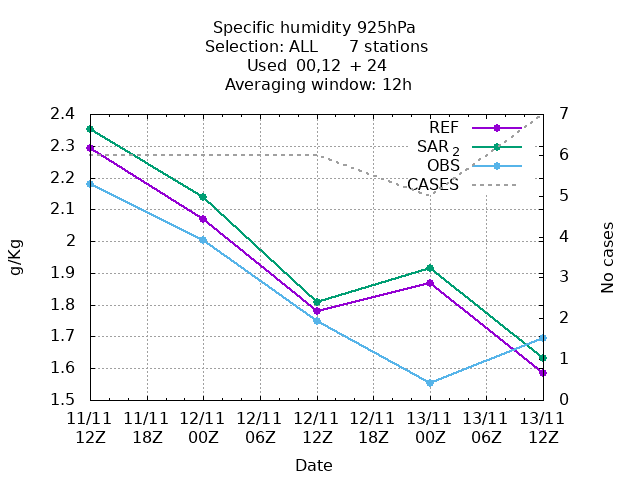 Specific humidity 925hPa
Selection: ALL 7 stations
Used 00,12 + 24
Averaging window: 12h
2.4
2.3
2.2
2.1
2
1.9
1.8
1.7
1.6
1.5
g/Kg
7
6
5
4
3
2
1
0
No cases
REF
SAR 2
OBS
CASES
11/11 11/11 12/11 12/11 12/11 12/11 13/11 13/11 13/11
12Z 18Z 00Z 06Z 12Z 18Z 00Z 06Z 12Z
Date